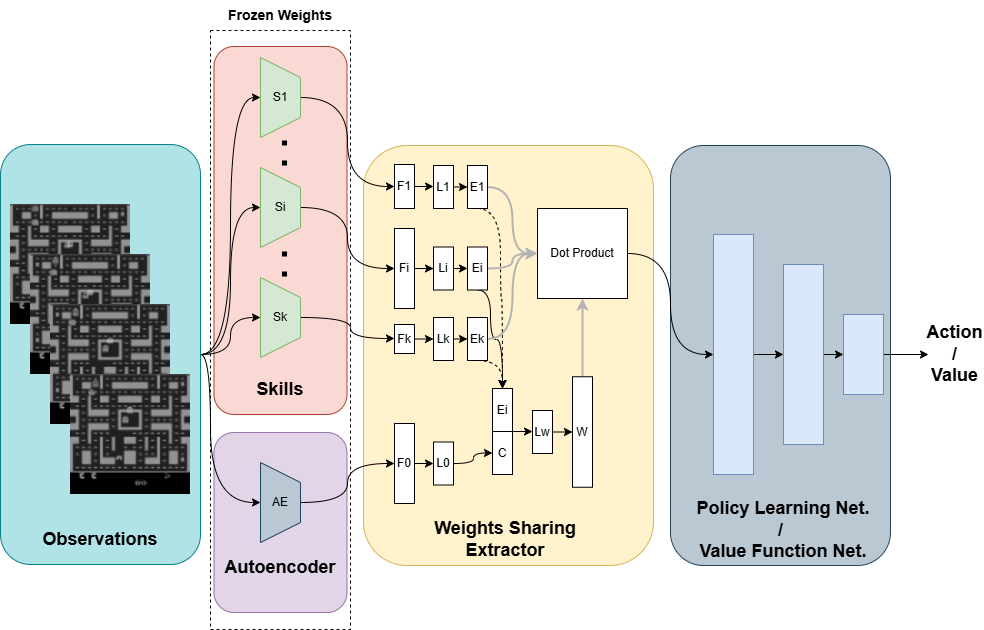 Frozen Weights
S1
Si
Sk
Skills
AE
Autoencoder
Observations
F1
L1
E1
Fi
Li
Ei
Fk
Lk
Ek
F0
L0
Ei
C
Lw
W
Dot Product
Weights Sharing
Extractor
Policy Learning Net.
/
Value Function Net.
Action
/
Value